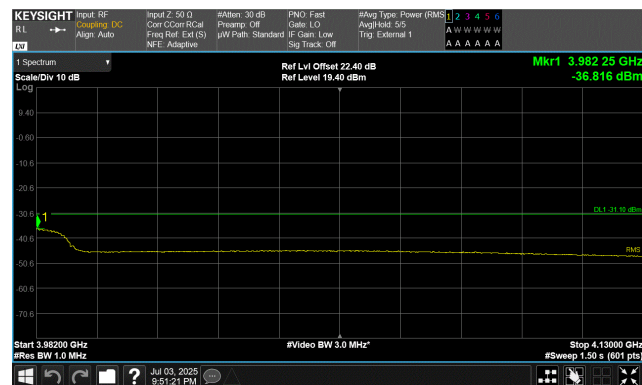 KEYSIGHT Input: RF Input Z: 50 Ω #Atten: 30 dB PNO: Fast #Avg Type: Power (RMS 1 2 3 4 5 6
RL Coupling: DC Corr CCorr RCal Preamp: Off Gate: LO Avg|Hold: 5/5 A W W W W W
Align: Auto Freq Ref: Ext (S) µW Path: Standard IF Gain: Low Trig: External 1
LXI NFE: Adaptive Sig Track: Off A A A A A A
1 Spectrum Ref Lvl Offset 22.40 dB Mkr1 3.982 25 GHz
Scale/Div 10 dB Ref Level 19.40 dBm -36.816 dBm
Log
9.40
-0.60
-10.6
-20.6
-30.6 1 DL1 -31.10 dBm
-40.6
RMS
-50.6
-60.6
-70.6
Start 3.98200 GHz #Video BW 3.0 MHz* Stop 4.13000 GHz
#Res BW 1.0 MHz #Sweep 1.50 s (601 pts)
? Jul 03, 2025
9:51:21 PM